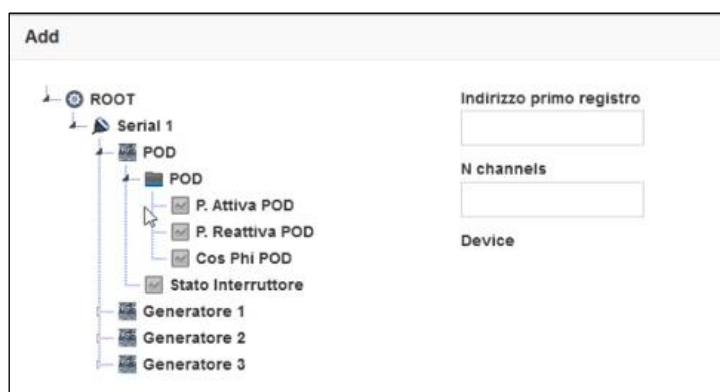 Add
ROOT
Serial 1
POD
POD
P. Attiva POD
P. Reattiva POD
Cos Phi POD
Stato Interruttore
Generatore 1
Generatore 2
Generatore 3
Indirizzo primo registro
N channels
Device